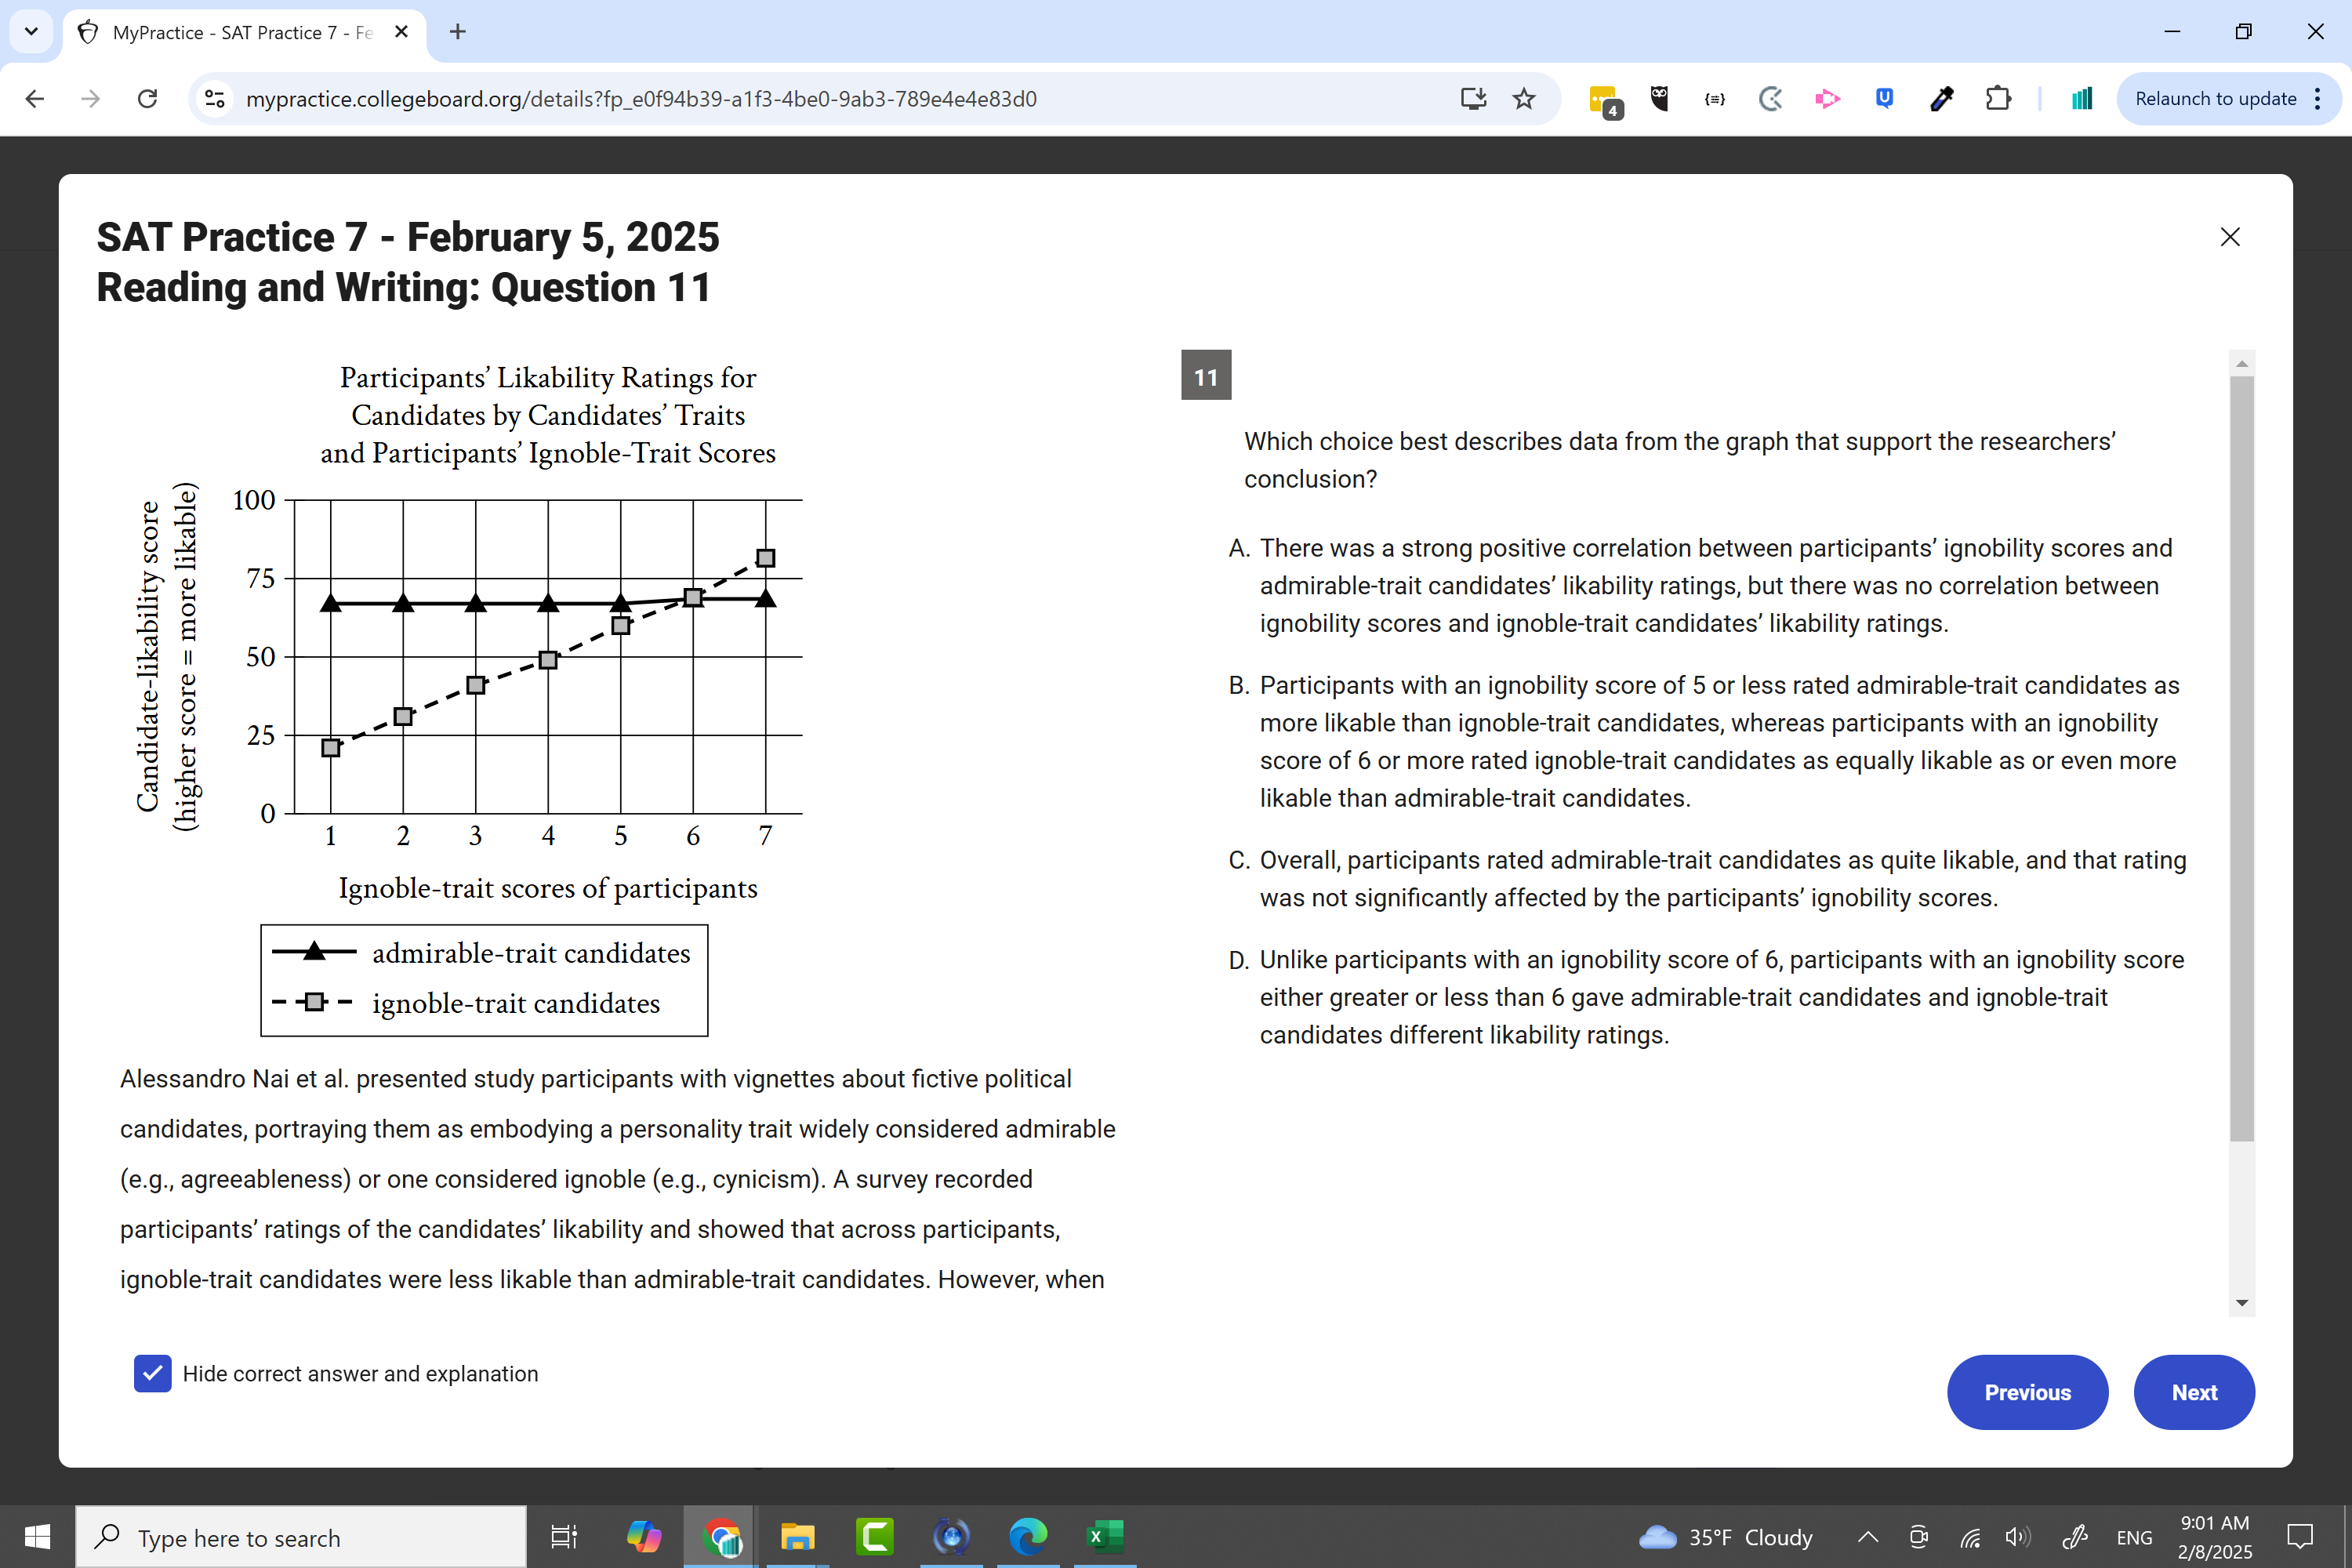 MyPractice - SAT Practice 7 - Fe
mypractice.collegeboard.org/details?fp_e0f94b39-a1f3-4be0-9ab3-789e4e4e83d0
4
Relaunch to update
SAT Practice 7 - February 5, 2025
Reading and Writing: Question 11
Participants’ Likability Ratings for
Candidates by Candidates’ Traits
and Participants’ Ignoble-Trait Scores
Candidate-likability score
(higher score = more likable)
100
75
50
25
0
1 2 3 4 5 6 7
Ignoble-trait scores of participants
admirable-trait candidates
ignoble-trait candidates
Alessandro Nai et al. presented study participants with vignettes about fictive political
candidates, portraying them as embodying a personality trait widely considered admirable
(e.g., agreeableness) or one considered ignoble (e.g., cynicism). A survey recorded
participants’ ratings of the candidates’ likability and showed that across participants,
ignoble-trait candidates were less likable than admirable-trait candidates. However, when
11
Which choice best describes data from the graph that support the researchers’
conclusion?
A. There was a strong positive correlation between participants’ ignobility scores and
admirable-trait candidates’ likability ratings, but there was no correlation between
ignobility scores and ignoble-trait candidates’ likability ratings.
B. Participants with an ignobility score of 5 or less rated admirable-trait candidates as
more likable than ignoble-trait candidates, whereas participants with an ignobility
score of 6 or more rated ignoble-trait candidates as equally likable as or even more
likable than admirable-trait candidates.
C. Overall, participants rated admirable-trait candidates as quite likable, and that rating
was not significantly affected by the participants’ ignobility scores.
D. Unlike participants with an ignobility score of 6, participants with an ignobility score
either greater or less than 6 gave admirable-trait candidates and ignoble-trait
candidates different likability ratings.
Hide correct answer and explanation
Previous
Next
Type here to search
35°F Cloudy
ENG
9:01 AM
2/8/2025